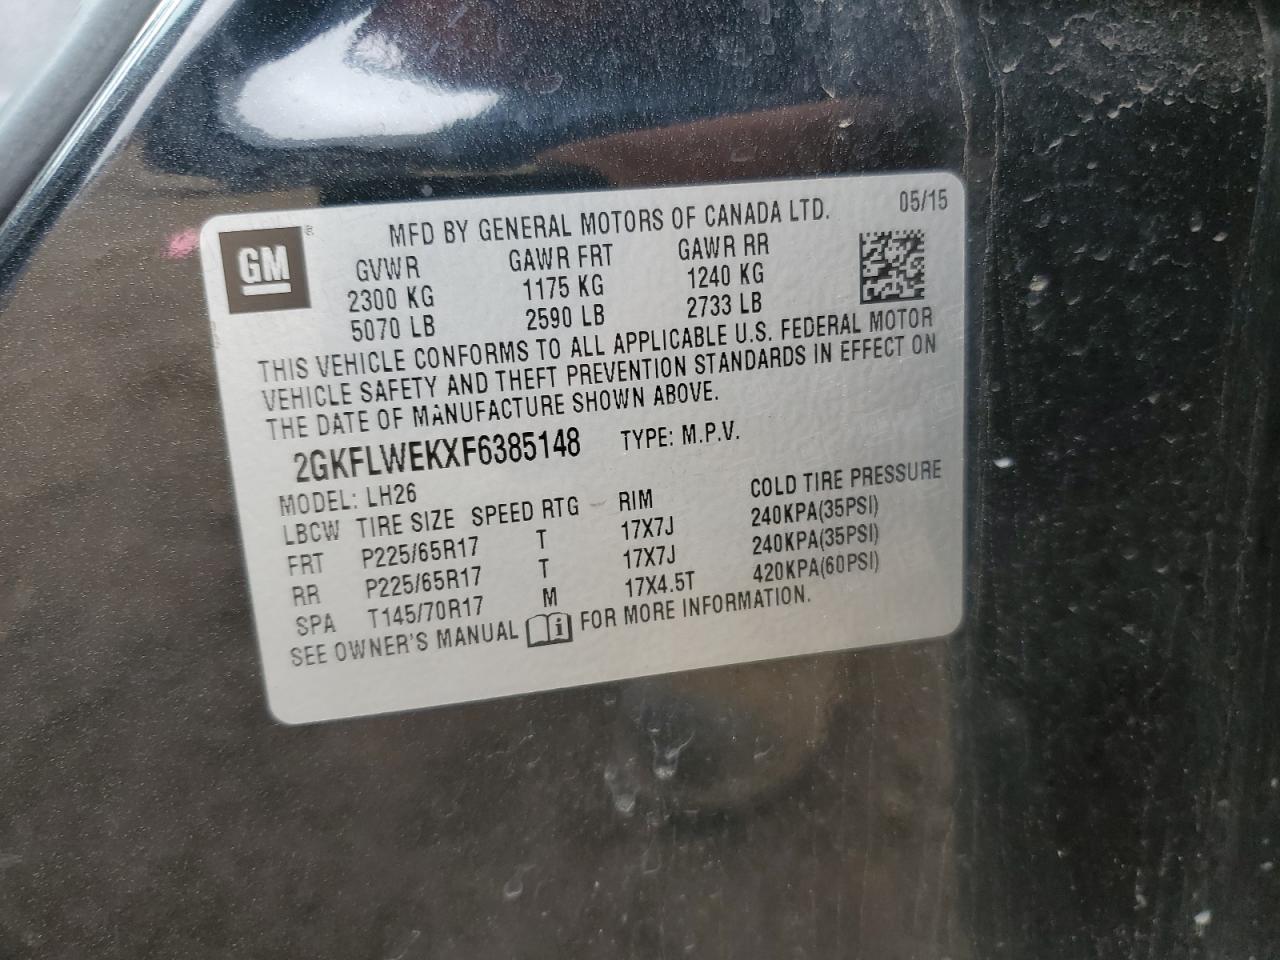 05/15
GM ®
MFD BY GENERAL MOTORS OF CANADA LTD.
GVWR GAWR FRT GAWR RR
2300 KG 1175 KG 1240 KG
5070 LB 2590 LB 2733 LB
THIS VEHICLE CONFORMS TO ALL APPLICABLE U.S. FEDERAL MOTOR
VEHICLE SAFETY AND THEFT PREVENTION STANDARDS IN EFFECT ON
THE DATE OF MANUFACTURE SHOWN ABOVE.
2GKFLWEKXF6385148 TYPE: M.P.V.
MODEL: LH26
LBCW TIRE SIZE SPEED RTG RIM COLD TIRE PRESSURE
FRT P225/65R17 T 17X7J 240KPA(35PSI)
RR P225/65R17 T 17X7J 240KPA(35PSI)
SPA T145/70R17 M 17X4.5T 420KPA(60PSI)
SEE OWNER'S MANUAL i FOR MORE INFORMATION.